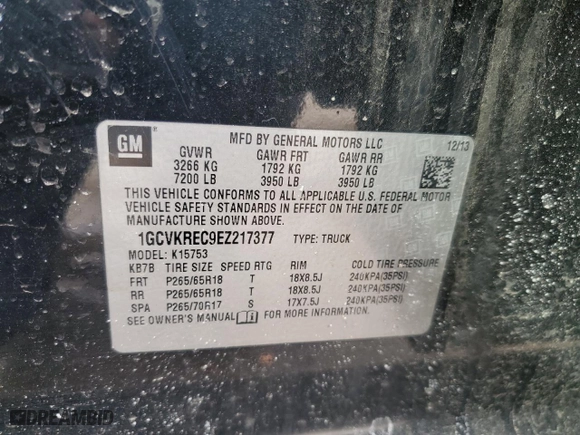 GM
MFD BY GENERAL MOTORS LLC 12/13
GVWR GAWR FRT GAWR RR
3266 KG 1792 KG 1792 KG
7200 LB 3950 LB 3950 LB
THIS VEHICLE CONFORMS TO ALL APPLICABLE U.S. FEDERAL MOTOR
VEHICLE SAFETY STANDARDS IN EFFECT ON THE DATE OF
MANUFACTURE SHOWN ABOVE.
1GCVKREC9EZ217377 TYPE: TRUCK
MODEL: K15753
KB7B TIRE SIZE SPEED RTG RIM COLD TIRE PRESSURE
FRT P265/65R18 T 18X8.5J 240KPA(35PSI)
RR P265/65R18 T 18X8.5J 240KPA(35PSI)
SPA P265/70R17 S 17X7.5J 240KPA(35PSI)
SEE OWNER'S MANUAL FOR MORE INFORMATION
DREAMBID